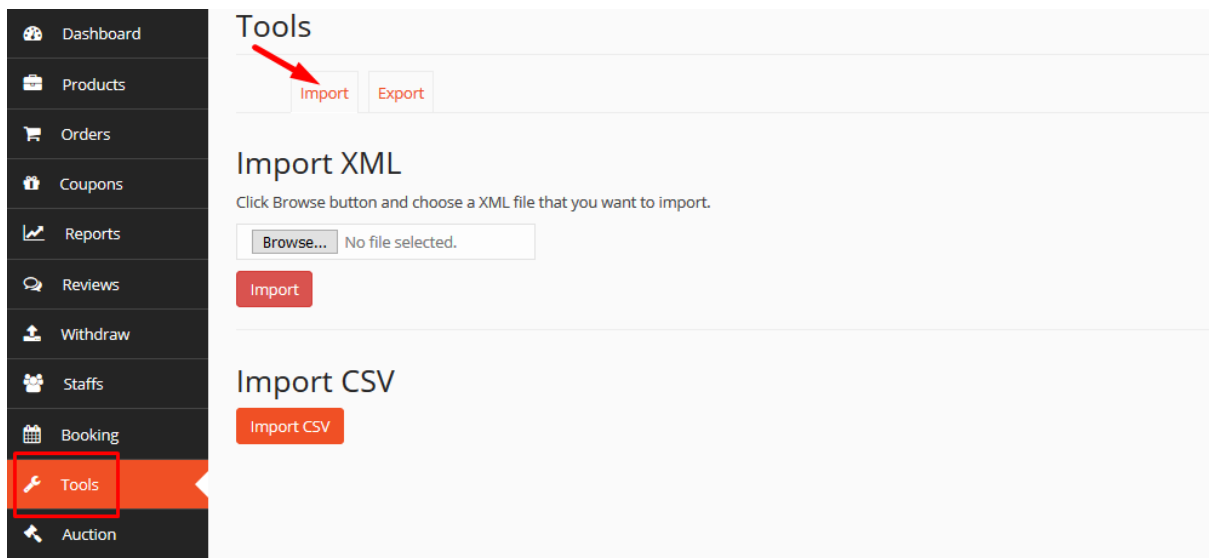 Dashboard
Products
Orders
Coupons
Reports
Reviews
Withdraw
Staffs
Booking
Tools
Auction
Tools
Import Export
Import XML
Click Browse button and choose a XML file that you want to import.
Browse... No file selected.
Import
Import CSV
Import CSV